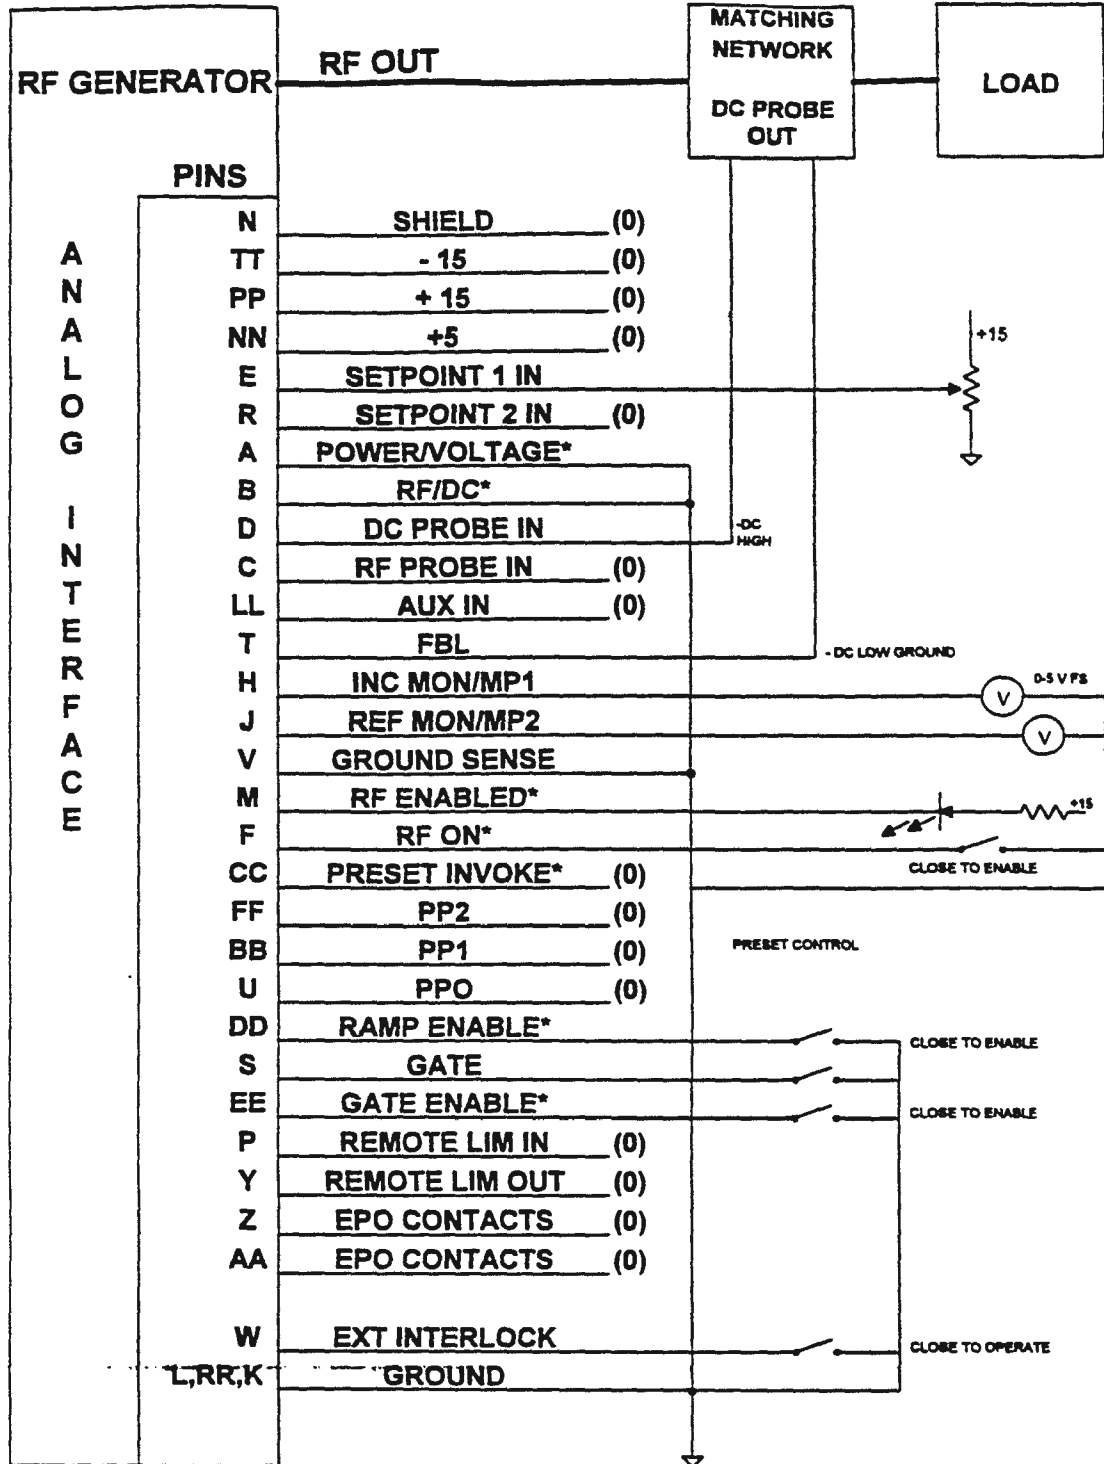 RF GENERATOR
RF OUT
MATCHING
NETWORK
DC PROBE
OUT
LOAD
PINS
ANALOG INTERFACE
N SHIELD (0)
TT - 15 (0)
PP + 15 (0)
NN +5 (0)
+15
E SETPOINT 1 IN
R SETPOINT 2 IN (0)
A POWER/VOLTAGE*
B RF/DC*
D DC PROBE IN
-DC
HIGH
C RF PROBE IN (0)
LL AUX IN (0)
T FBL
- DC LOW GROUND
H INC MON/MP1
V 0-5 V FS
J REF MON/MP2
V
V GROUND SENSE
M RF ENABLED*
+15
F RF ON*
CLOSE TO ENABLE
CC PRESET INVOKE* (0)
FF PP2 (0)
BB PP1 (0)
PRESET CONTROL
U PPO (0)
DD RAMP ENABLE*
CLOSE TO ENABLE
S GATE
EE GATE ENABLE*
CLOSE TO ENABLE
P REMOTE LIM IN (0)
Y REMOTE LIM OUT (0)
Z EPO CONTACTS (0)
AA EPO CONTACTS (0)
W EXT INTERLOCK
CLOSE TO OPERATE
L,RR,K GROUND